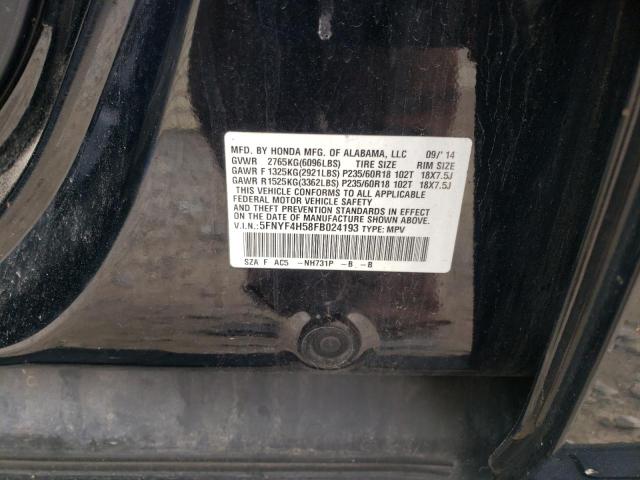 MFD. BY HONDA MFG. OF ALABAMA, LLC 09/'14
GVWR 2765KG(6096LBS) TIRE SIZE RIM SIZE
GAWR F 1325KG(2921LBS) P235/60R18 102T 18X7.5J
GAWR R 1525KG(3362LBS) P235/60R18 102T 18X7.5J
THIS VEHICLE CONFORMS TO ALL APPLICABLE
FEDERAL MOTOR VEHICLE SAFETY
AND THEFT PREVENTION STANDARDS IN EFFECT
ON THE DATE OF MANUFACTURE SHOWN ABOVE.
V.I.N.: 5FNYF4H58FB024193 TYPE: MPV
SZA F AC5 -NH731P -B -B